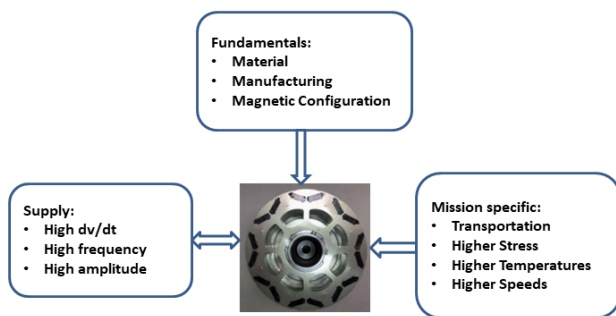 Fundamentals:
• Material
• Manufacturing
• Magnetic Configuration
Supply:
• High dv/dt
• High frequency
• High amplitude
Mission specific:
• Transportation
• Higher Stress
• Higher Temperatures
• Higher Speeds